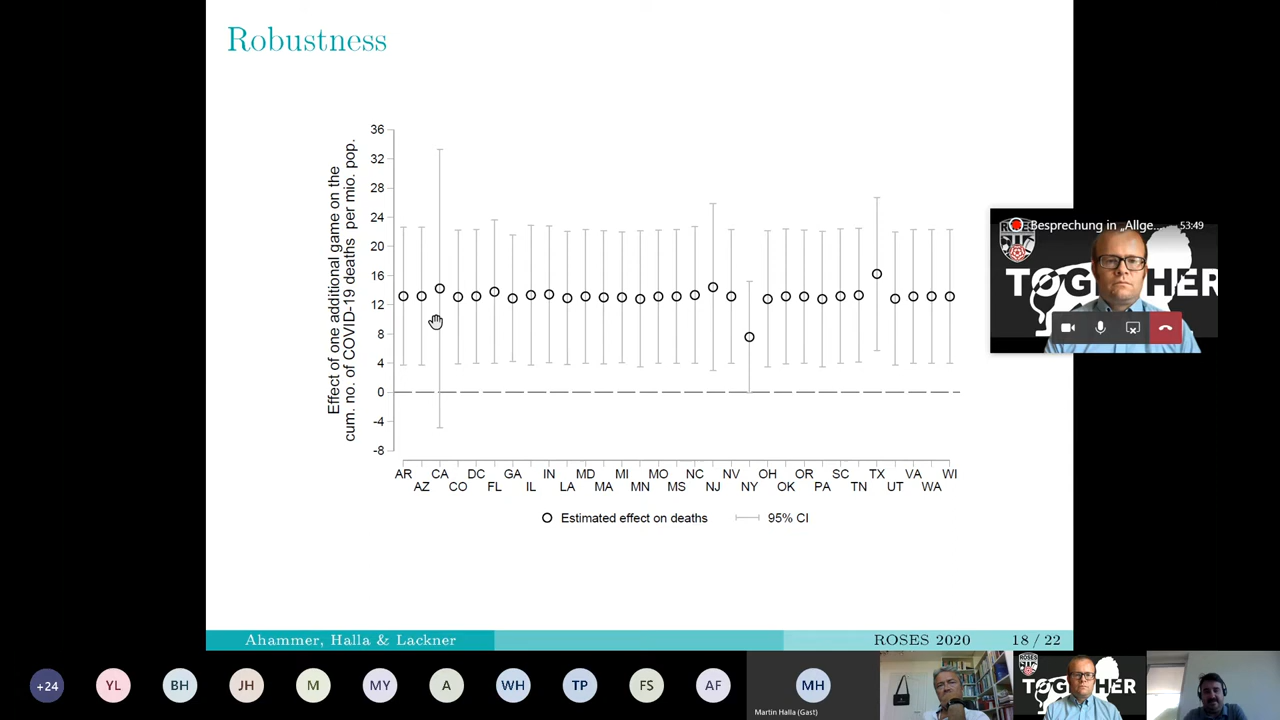 Robustness
Effect of one additional game on the
cum. no. of COVID-19 deaths per mio. pop.
36
32
28
24
20
16
12
8
4
0
-4
-8
AR CA DC GA IN MD MI MO NC NV OH OR SC TX VA WI
AZ CO FL IL LA MA MN MS NJ NY OK PA TN UT WA
Estimated effect on deaths 95% CI
Ahammer, Halla & Lackner ROSES 2020 18 / 22
Besprechung in „Allge... 53:49
TOGETHER
+24 YL BH JH M MY A WH TP FS AF MH
Martin Halla (Gast)
TOGETHER